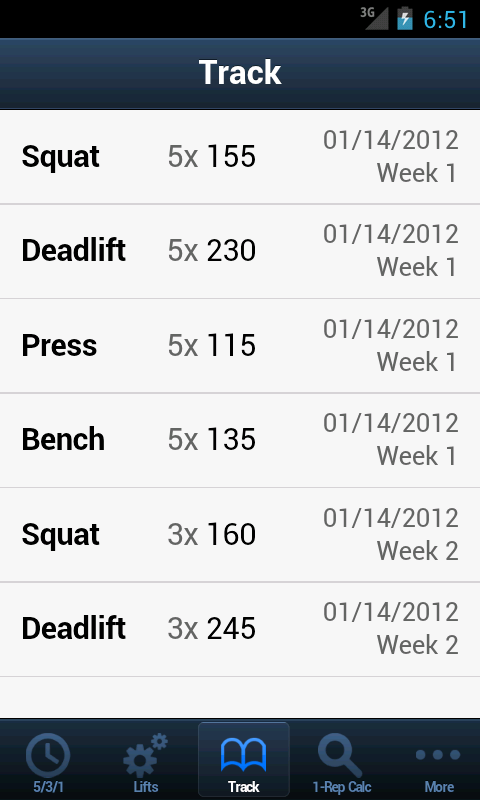 3G 6:51
Track
Squat 5x 155 01/14/2012
Week 1
Deadlift 5x 230 01/14/2012
Week 1
Press 5x 115 01/14/2012
Week 1
Bench 5x 135 01/14/2012
Week 1
Squat 3x 160 01/14/2012
Week 2
Deadlift 3x 245 01/14/2012
Week 2
5/3/1 Lifts Track 1-Rep Calc More